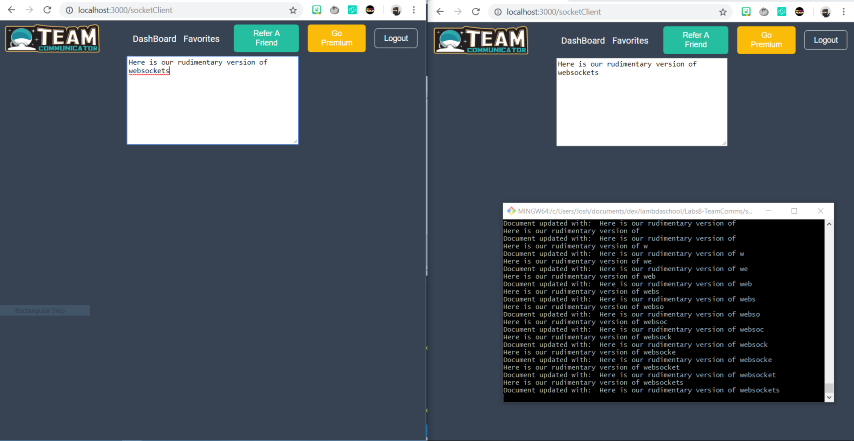 localhost:3000/socketClient
TEAM
COMMUNICATOR
DashBoard Favorites Refer A Friend Go Premium Logout
Here is our rudimentary version of
websockets
Rectangular Snip
localhost:3000/socketClient
TEAM
COMMUNICATOR
DashBoard Favorites Refer A Friend Go Premium Logout
Here is our rudimentary version of
websockets
MINGW64:/c/Users/Josh/documents/dev/lambdaschool/Labs8-TeamComms/s...
Document updated with: Here is our rudimentary version of
Here is our rudimentary version of
Document updated with: Here is our rudimentary version of
Here is our rudimentary version of w
Document updated with: Here is our rudimentary version of w
Here is our rudimentary version of we
Document updated with: Here is our rudimentary version of we
Here is our rudimentary version of web
Document updated with: Here is our rudimentary version of web
Here is our rudimentary version of webs
Document updated with: Here is our rudimentary version of webs
Here is our rudimentary version of webso
Document updated with: Here is our rudimentary version of webso
Here is our rudimentary version of websoc
Document updated with: Here is our rudimentary version of websoc
Here is our rudimentary version of websock
Document updated with: Here is our rudimentary version of websock
Here is our rudimentary version of websocke
Document updated with: Here is our rudimentary version of websocke
Here is our rudimentary version of websocket
Document updated with: Here is our rudimentary version of websocket
Here is our rudimentary version of websockets
Document updated with: Here is our rudimentary version of websockets